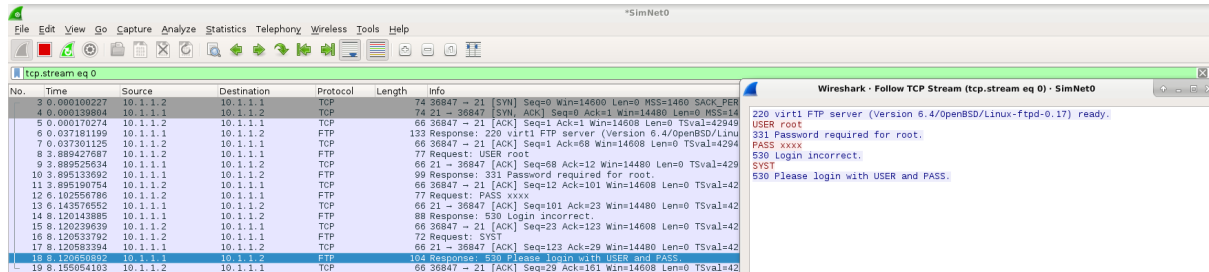 *SimNet0
File Edit View Go Capture Analyze Statistics Telephony Wireless Tools Help
tcp.stream eq 0
No. Time Source Destination Protocol Length Info
3 0.000100227 10.1.1.2 10.1.1.1 TCP 74 36847 → 21 [SYN] Seq=0 Win=14600 Len=0 MSS=1460 SACK_PER
4 0.000139804 10.1.1.1 10.1.1.2 TCP 74 21 → 36847 [SYN, ACK] Seq=0 Ack=1 Win=14480 Len=0 MSS=14
5 0.000170274 10.1.1.2 10.1.1.1 TCP 66 36847 → 21 [ACK] Seq=1 Ack=1 Win=14608 Len=0 TSval=42949
6 0.037181199 10.1.1.1 10.1.1.2 FTP 133 Response: 220 virt1 FTP server (Version 6.4/OpenBSD/Linu
7 0.037301125 10.1.1.2 10.1.1.1 TCP 66 36847 → 21 [ACK] Seq=1 Ack=68 Win=14608 Len=0 TSval=4294
8 3.889427687 10.1.1.2 10.1.1.1 FTP 77 Request: USER root
9 3.889525634 10.1.1.1 10.1.1.2 TCP 66 21 → 36847 [ACK] Seq=68 Ack=12 Win=14480 Len=0 TSval=429
10 3.895133692 10.1.1.1 10.1.1.2 FTP 99 Response: 331 Password required for root.
11 3.895190754 10.1.1.2 10.1.1.1 TCP 66 36847 → 21 [ACK] Seq=12 Ack=101 Win=14608 Len=0 TSval=42
12 6.102556786 10.1.1.2 10.1.1.1 FTP 77 Request: PASS xxxx
13 6.143576552 10.1.1.1 10.1.1.2 TCP 66 21 → 36847 [ACK] Seq=101 Ack=23 Win=14480 Len=0 TSval=42
14 8.120143885 10.1.1.1 10.1.1.2 FTP 88 Response: 530 Login incorrect.
15 8.120239639 10.1.1.2 10.1.1.1 TCP 66 36847 → 21 [ACK] Seq=23 Ack=123 Win=14608 Len=0 TSval=42
16 8.120533792 10.1.1.2 10.1.1.1 FTP 72 Request: SYST
17 8.120583394 10.1.1.1 10.1.1.2 TCP 66 21 → 36847 [ACK] Seq=123 Ack=29 Win=14480 Len=0 TSval=42
18 8.120650892 10.1.1.1 10.1.1.2 FTP 104 Response: 530 Please login with USER and PASS.
19 8.155054103 10.1.1.2 10.1.1.1 TCP 66 36847 → 21 [ACK] Seq=29 Ack=161 Win=14608 Len=0 TSval=42
Wireshark · Follow TCP Stream (tcp.stream eq 0) · SimNet0
220 virt1 FTP server (Version 6.4/OpenBSD/Linux-ftpd-0.17) ready.
USER root
331 Password required for root.
PASS xxxx
530 Login incorrect.
SYST
530 Please login with USER and PASS.